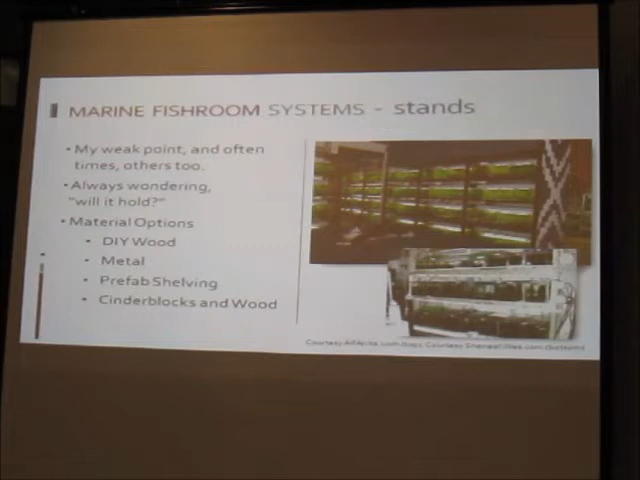 MARINE FISHROOM SYSTEMS - stands
• My weak point, and often
times, others too.
• Always wondering,
"will it hold?"
• Material Options
• DIY Wood
• Metal
• Prefab Shelving
• Cinderblocks and Wood
Courtesy